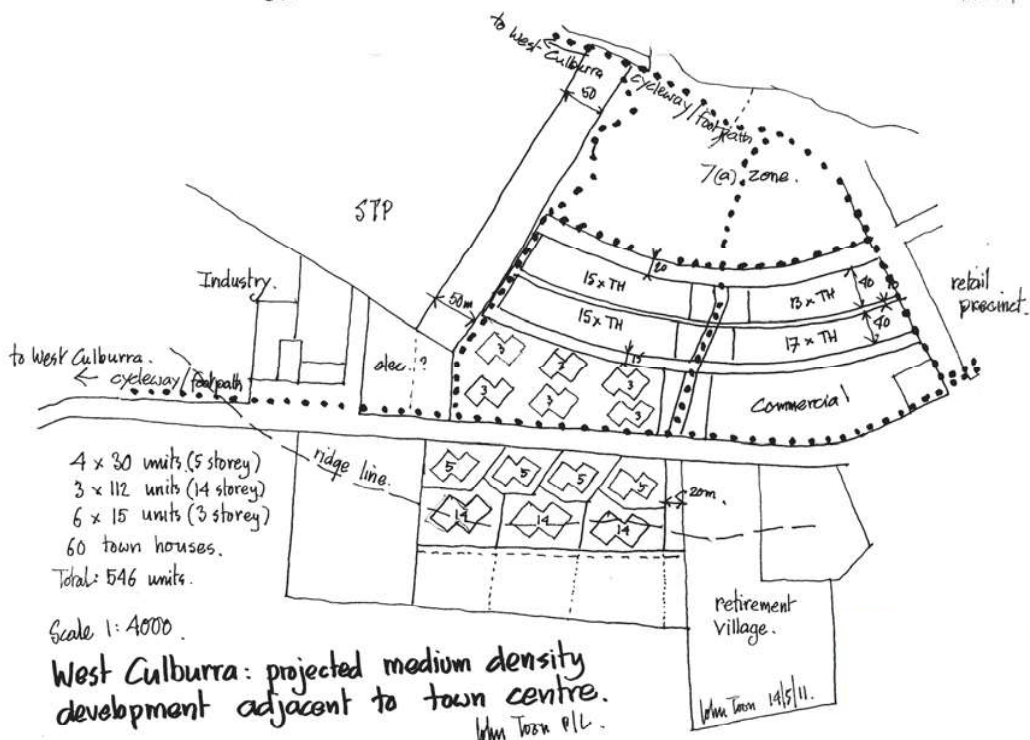 to West Culburra
50
cycleway/footpath
7(a) zone.
STP
20
15 x TH
13 x TH
40
Industry.
50m
15 x TH
17 x TH
40
retail
precinct.
to West Culburra.
cycleway/footpath
elec..?
15
3
3
3
3
3
Commercial
ridge line.
4 x 30 units (5 storey)
3 x 112 units (14 storey)
6 x 15 units (3 storey)
60 town houses.
Total: 546 units.
5
5
5
5
20m.
14
14
14
retirement
village.
Scale 1:4000.
West Culburra: projected medium density
development adjacent to town centre.
John Toon P/L.
John Toon 14/5/11.